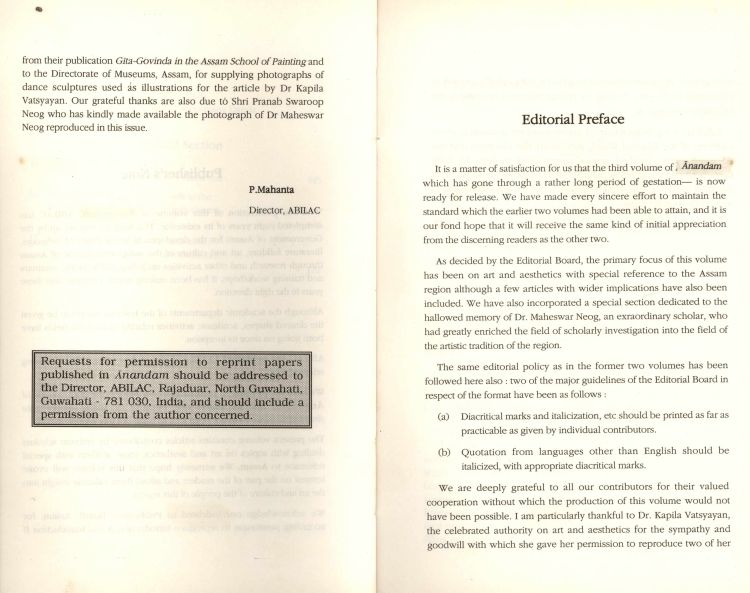 from their publication Gita-Govinda in the Assam School of Painting and
to the Directorate of Museums, Assam, for supplying photographs of
dance sculptures used as illustrations for the article by Dr Kapila
Vatsyayan. Our grateful thanks are also due to Shri Pranab Swaroop
Neog who has kindly made available the photograph of Dr Maheswar
Neog reproduced in this issue.
P.Mahanta
Director, ABILAC
Requests for permission to reprint papers
published in Ānandam should be addressed to
the Director, ABILAC, Rajaduar, North Guwahati,
Guwahati - 781 030, India, and should include a
permission from the author concerned.
Editorial Preface
It is a matter of satisfaction for us that the third volume of , Ānandam
which has gone through a rather long period of gestation— is now
ready for release. We have made every sincere effort to maintain the
standard which the earlier two volumes had been able to attain, and it is
our fond hope that it will receive the same kind of initial appreciation
from the discerning readers as the other two.
As decided by the Editorial Board, the primary focus of this volume
has been on art and aesthetics with special reference to the Assam
region although a few articles with wider implications have also been
included. We have also incorporated a special section dedicated to the
hallowed memory of Dr. Maheswar Neog, an exraordinary scholar, who
had greatly enriched the field of scholarly investigation into the field of
the artistic tradition of the region.
The same editorial policy as in the former two volumes has been
followed here also : two of the major guidelines of the Editorial Board in
respect of the format have been as follows :
(a) Diacritical marks and italicization, etc should be printed as far as
practicable as given by individual contributors.
(b) Quotation from languages other than English should be
italicized, with appropriate diacritical marks.
We are deeply grateful to all our contributors for their valued
cooperation without which the production of this volume would not
have been possible. I am particularly thankful to Dr. Kapila Vatsyayan,
the celebrated authority on art and aesthetics for the sympathy and
goodwill with which she gave her permission to reproduce two of her